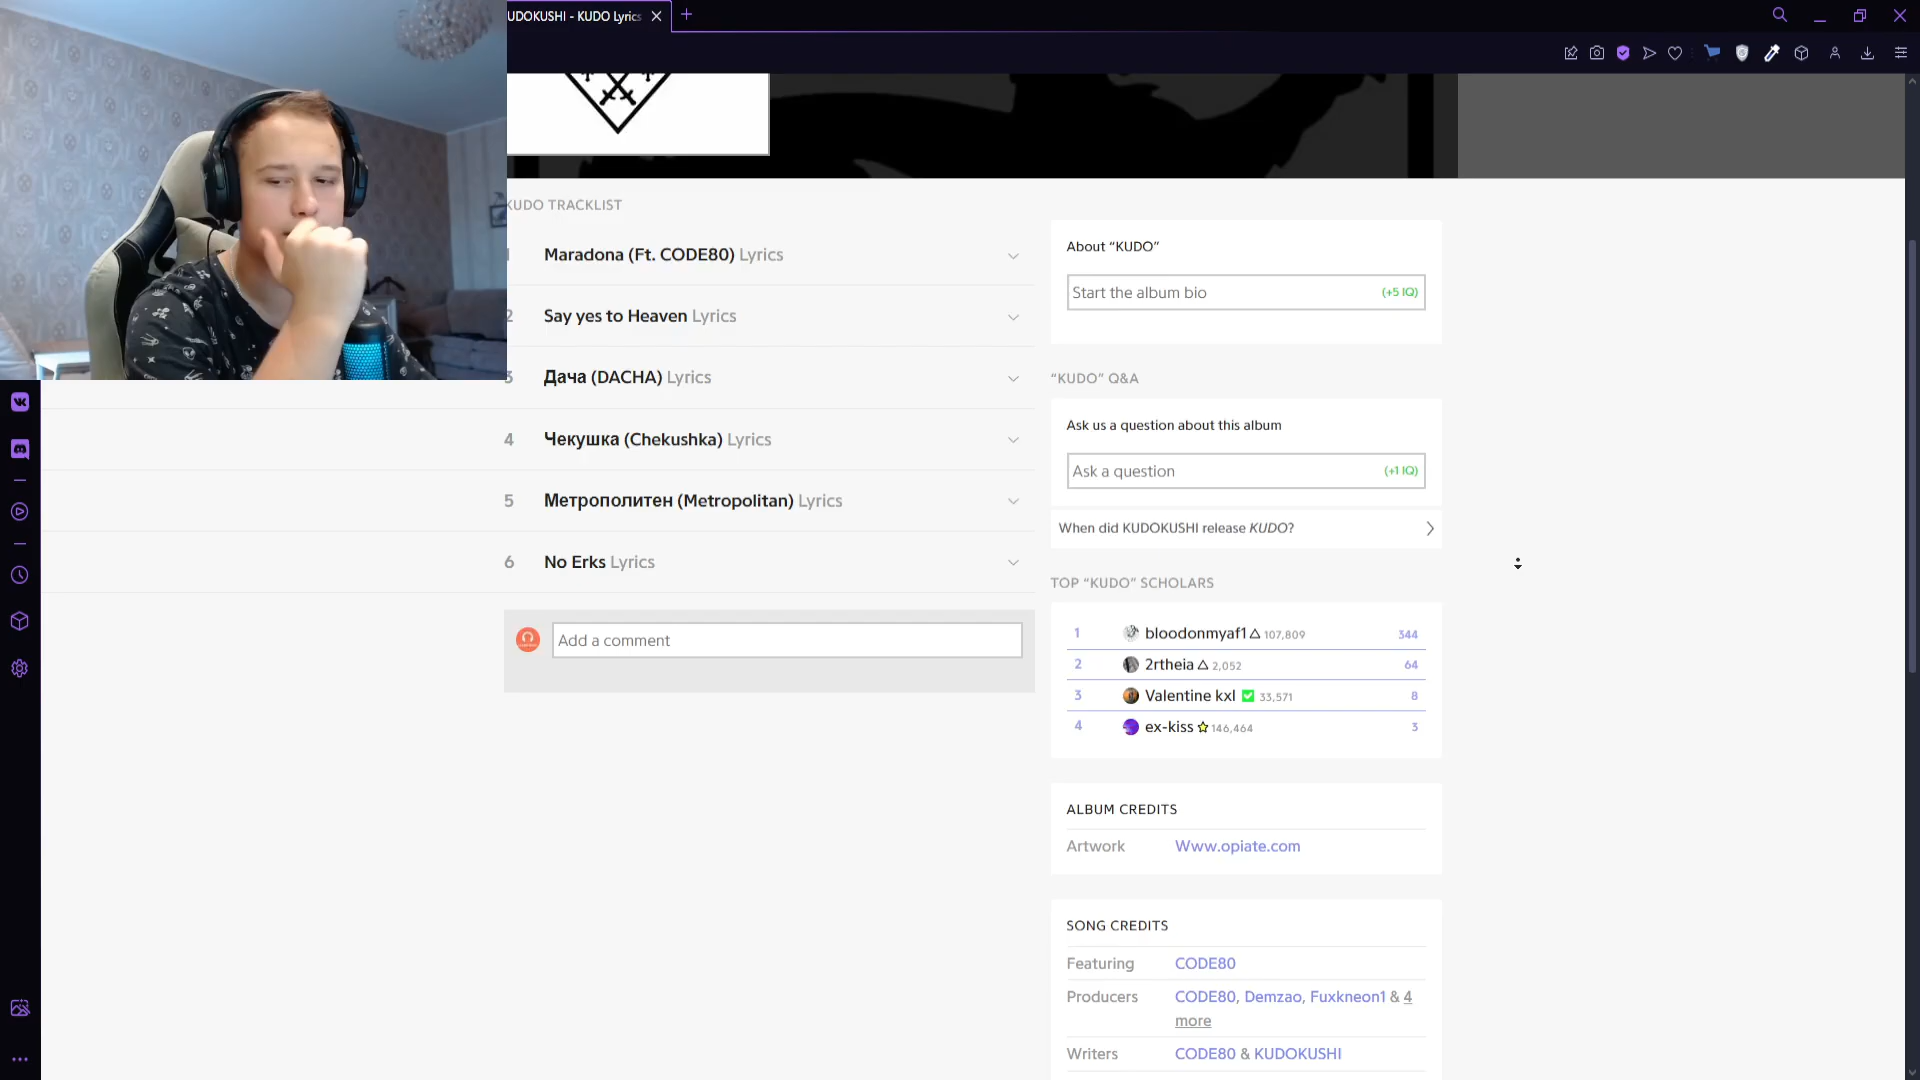 UDOKUSHI - KUDO Lyrics
KUDO TRACKLIST
Maradona (Ft. CODE80) Lyrics
2 Say yes to Heaven Lyrics
3 Дача (DACHA) Lyrics
4 Чекушка (Chekushka) Lyrics
5 Метрополитен (Metropolitan) Lyrics
6 No Erks Lyrics
Add a comment
About “KUDO”
Start the album bio (+5 IQ)
“KUDO” Q&A
Ask us a question about this album
Ask a question (+1 IQ)
When did KUDOKUSHI release KUDO?
TOP “KUDO” SCHOLARS
1 bloodonmyaf1 107,809 344
2 2rtheia 2,052 64
3 Valentine kxl 33,571 8
4 ex-kiss 146,464 3
ALBUM CREDITS
Artwork Www.opiate.com
SONG CREDITS
Featuring CODE80
Producers CODE80, Demzao, Fuxkneon1 & 4
more
Writers CODE80 & KUDOKUSHI